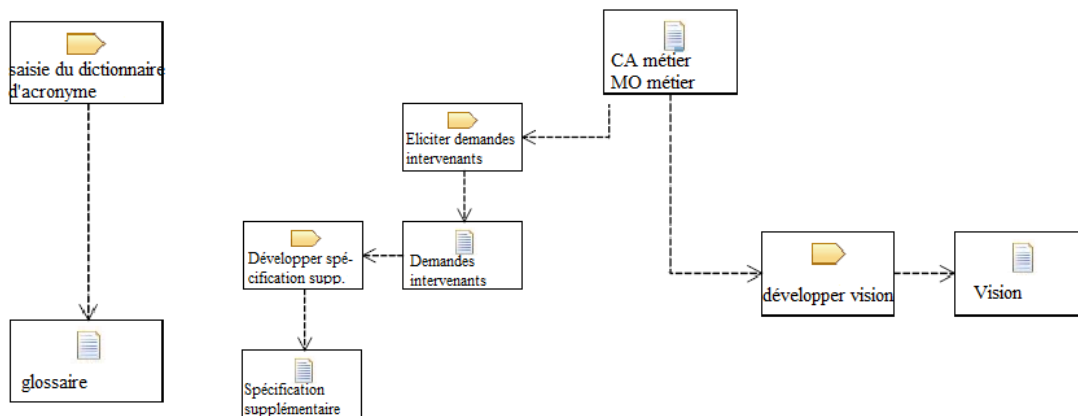 saisie du dictionnaire
d'acronyme
CA métier
MO métier
Eliciter demandes
intervenants
Développer spé-
cification supp.
Demandes
intervenants
développer vision
Vision
glossaire
Spécification
supplémentaire